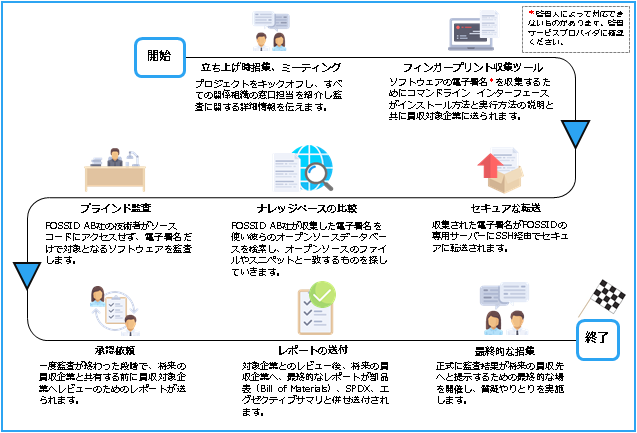 *監査人によって対応でき
ないものがあります。監査
サービスプロバイダに確認
ください。
開始
立ち上げ時招集、ミーティング
プロジェクトをキックオフし、すべ
ての関係組織の窓口担当を紹介し監
査に関する詳細情報を伝えます。
フィンガープリント収集ツール
ソフトウェアの電子署名*を収集するた
めにコマンドライン インターフェース
がインストール方法と実行方法の説明と
共に買収対象企業に送られます。
ブラインド監査
FOSSID AB社の技術者がソース
コードにアクセスせず、電子署名だ
けで対象となるソフトウェアを監査
します。
ナレッジベースの比較
FOSSID AB社が収集した電子署名を
使い彼らのオープンソースデータベー
スを検索し、オープンソースのファイ
ルやスニペットと一致するものを探し
ていきます。
セキュアな転送
収集された電子署名がFOSSIDの
専用サーバーにSSH経由でセキュ
アに転送されます。
承認依頼
一度監査が終わった段階で、将来の
買収企業と共有する前に買収対象企
業へレビューのためのレポートが送
られます。
レポートの送付
対象企業とのレビュー後、将来の買
収企業へ、最終的なレポートが部品
表（Bill of Materials）、SPDX、エ
グゼクティブサマリと併せ送付されま
す。
最終的な招集
正式に監査結果が将来の買収先
へと提示するための最終的な場
を開催し、質疑やりとりを実施
します。
終了